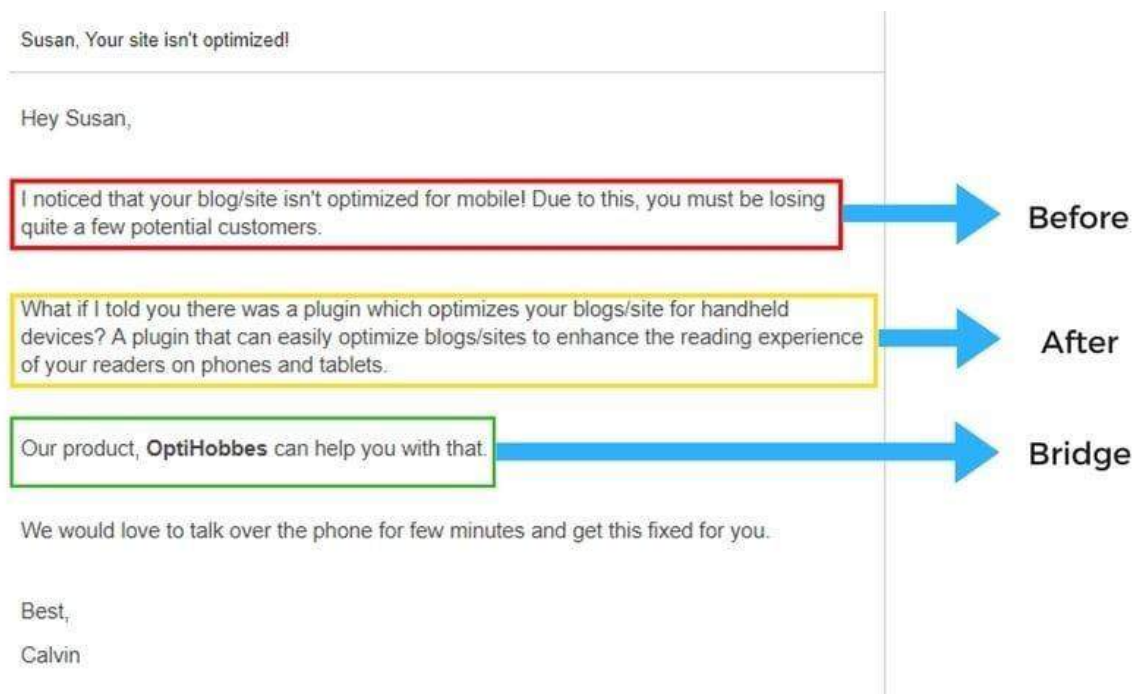 Susan, Your site isn't optimized!
Hey Susan,
I noticed that your blog/site isn't optimized for mobile! Due to this, you must be losing
quite a few potential customers.
Before
What if I told you there was a plugin which optimizes your blogs/site for handheld
devices? A plugin that can easily optimize blogs/sites to enhance the reading experience
of your readers on phones and tablets.
After
Our product, OptiHobbes can help you with that.
Bridge
We would love to talk over the phone for few minutes and get this fixed for you.
Best,
Calvin